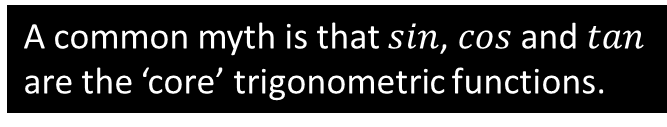 A common myth is that sin, cos and tan
are the ‘core’ trigonometric functions.